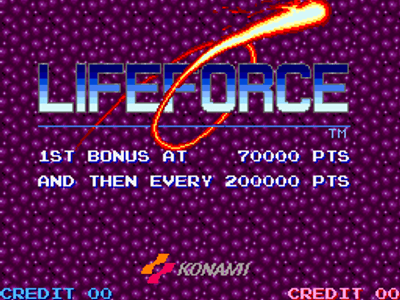 LIFEFORCE
TM
1ST BONUS AT 70000 PTS
AND THEN EVERY 200000 PTS
KONAMI
CREDIT 00 CREDIT 00